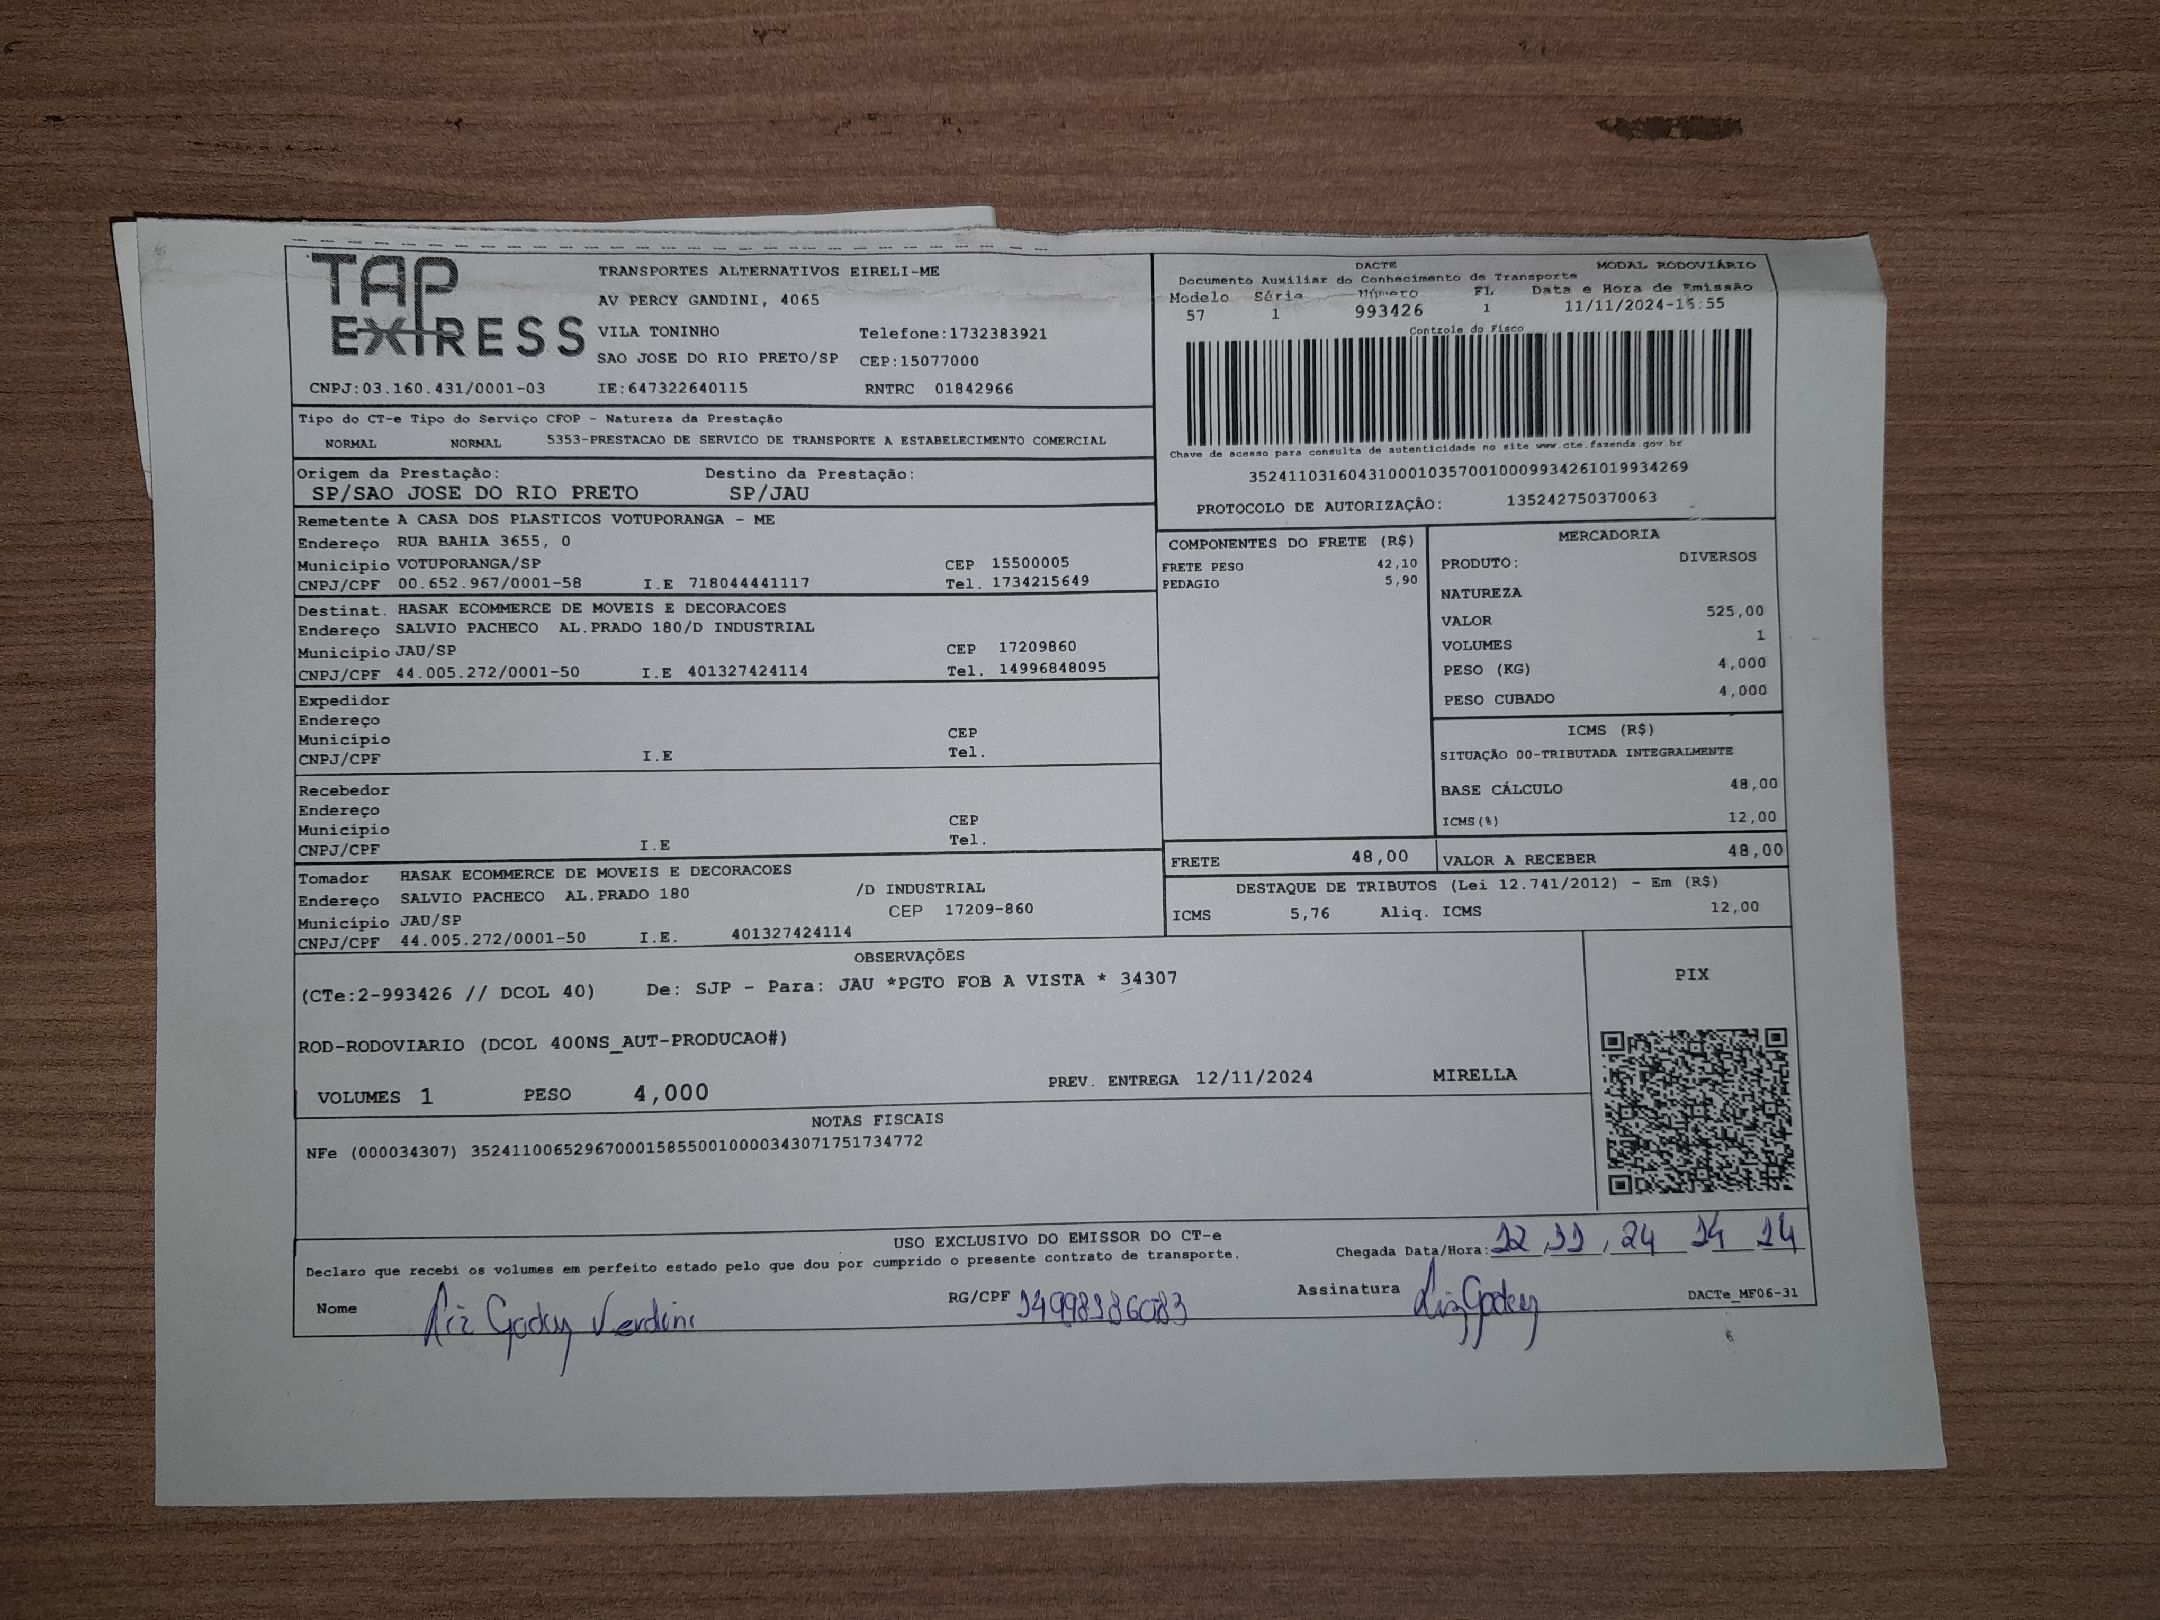 TAP EXPRESS
TRANSPORTES ALTERNATIVOS EIRELI-ME
AV PERCY GANDINI, 4065
VILA TONINHO Telefone:1732383921
SAO JOSE DO RIO PRETO/SP CEP:15077000
CNPJ:03.160.431/0001-03 IE:647322640115 RNTRC 01842966
DACTE MODAL RODOVIÁRIO
Documento Auxiliar do Conhecimento de Transporte
Modelo Série Número FL Data e Hora de Emissão
57 1 993426 1 11/11/2024-16:55
Controle do Fisco
Chave de acesso para consulta de autenticidade no site www.cte.fazenda.gov.br
35241103160431000103570010009934261019934269
PROTOCOLO DE AUTORIZAÇÂO: 135242750370063
Tipo do CT-e Tipo do Serviço CFOP - Natureza da Prestação
NORMAL NORMAL 5353-PRESTACAO DE SERVICO DE TRANSPORTE A ESTABELECIMENTO COMERCIAL
Origem da Prestação: Destino da Prestação:
SP/SAO JOSE DO RIO PRETO SP/JAU
Remetente A CASA DOS PLASTICOS VOTUPORANGA - ME
Endereço RUA BAHIA 3655, 0
Município VOTUPORANGA/SP CEP 15500005
CNPJ/CPF 00.652.967/0001-58 I.E 718044441117 Tel. 1734215649
Destinat. HASAK ECOMMERCE DE MOVEIS E DECORACOES
Endereço SALVIO PACHECO AL.PRADO 180/D INDUSTRIAL
Município JAU/SP CEP 17209860
CNPJ/CPF 44.005.272/0001-50 I.E 401327424114 Tel. 14996848095
Expedidor
Endereço
Município CEP
CNPJ/CPF I.E Tel.
Recebedor
Endereço
Município CEP
CNPJ/CPF I.E Tel.
Tomador HASAK ECOMMERCE DE MOVEIS E DECORACOES
Endereço SALVIO PACHECO AL.PRADO 180 /D INDUSTRIAL
Município JAU/SP CEP 17209-860
CNPJ/CPF 44.005.272/0001-50 I.E. 401327424114
COMPONENTES DO FRETE (R$)
FRETE PESO 42,10
PEDAGIO 5,90
MERCADORIA
PRODUTO: DIVERSOS
NATUREZA
VALOR 525,00
VOLUMES 1
PESO (KG) 4,000
PESO CUBADO 4,000
ICMS (R$)
SITUAÇÃO 00-TRIBUTADA INTEGRALMENTE
BASE CÁLCULO 48,00
ICMS(%) 12,00
FRETE 48,00 VALOR A RECEBER 48,00
DESTAQUE DE TRIBUTOS (Lei 12.741/2012) - Em (R$)
ICMS 5,76 Aliq. ICMS 12,00
OBSERVAÇÕES
(CTe:2-993426 // DCOL 40) De: SJP - Para: JAU *PGTO FOB A VISTA * 34307
ROD-RODOVIARIO (DCOL 400NS_AUT-PRODUCAO#)
VOLUMES 1 PESO 4,000 PREV. ENTREGA 12/11/2024 MIRELLA
PIX
NOTAS FISCAIS
NFe (000034307) 35241100652967000158550010000343071751734772
USO EXCLUSIVO DO EMISSOR DO CT-e
Declaro que recebi os volumes em perfeito estado pelo que dou por cumprido o presente contrato de transporte.
Chegada Data/Hora: 12 11 24 14 14
Nome Godoy RG/CPF 14998186083 Assinatura Godoy
DACTe_MF06-31